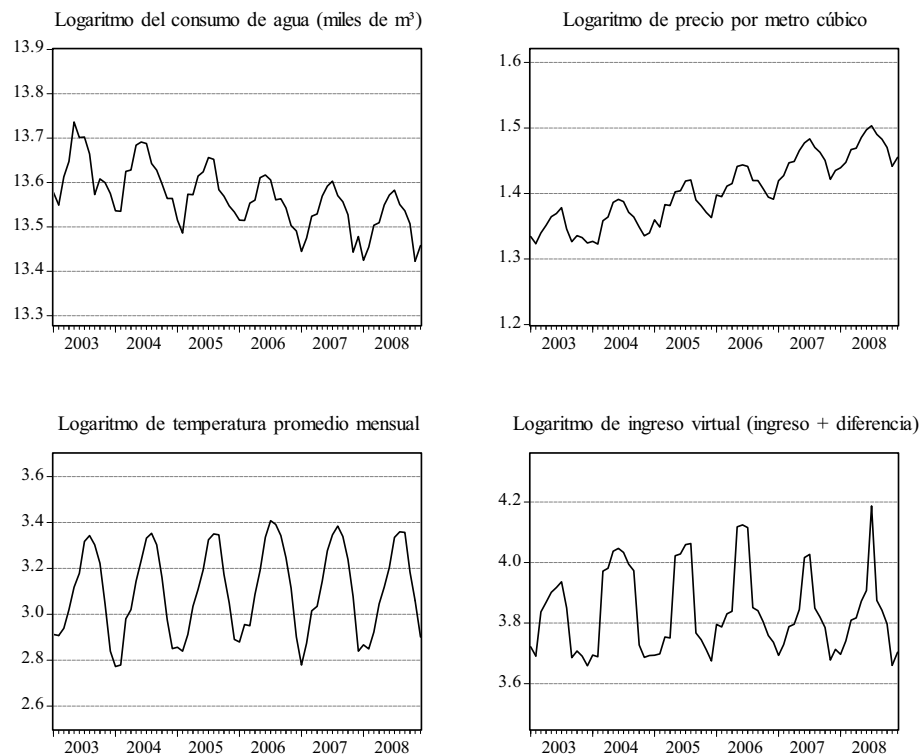 Logaritmo del consumo de agua (miles de m³)
13.9
13.8
13.7
13.6
13.5
13.4
13.3
2003 2004 2005 2006 2007 2008
Logaritmo de precio por metro cúbico
1.6
1.5
1.4
1.3
1.2
2003 2004 2005 2006 2007 2008
Logaritmo de temperatura promedio mensual
3.6
3.4
3.2
3.0
2.8
2.6
2003 2004 2005 2006 2007 2008
Logaritmo de ingreso virtual (ingreso + diferencia)
4.2
4.0
3.8
3.6
2003 2004 2005 2006 2007 2008